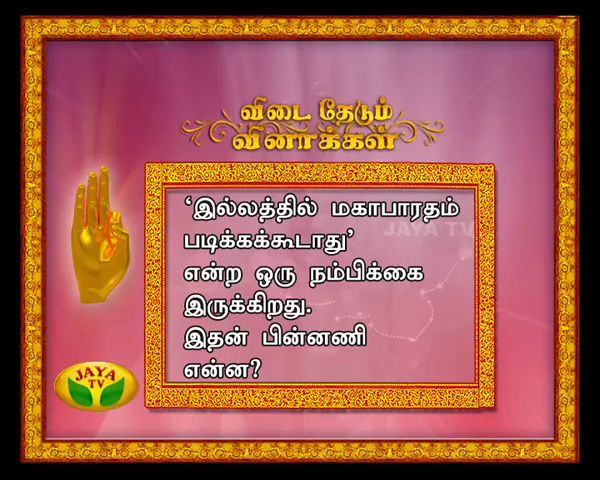 விடை தேடும்
வினாக்கள்
‘இல்லத்தில் மகாபாரதம்
படிக்கக்கூடாது’
என்ற ஒரு நம்பிக்கை
இருக்கிறது.
இதன் பின்னணி
என்ன?
JAYA TV
JAYA
TV